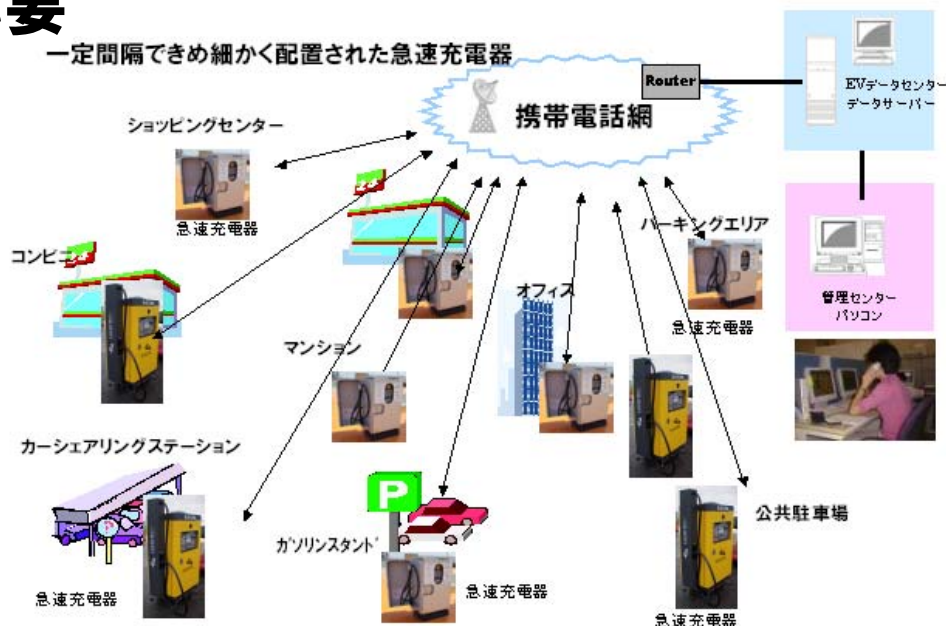 要
一定間隔できめ細かく配置された急速充電器
Router
携帯電話網
EVデータセンター
データサーバー
ショッピングセンター
急速充電器
コンビニ
パーキングエリア
急速充電器
オフィス
管理センター
パソコン
マンション
カーシェアリングステーション
急速充電器
P
ガソリンスタンド
急速充電器
公共駐車場
急速充電器